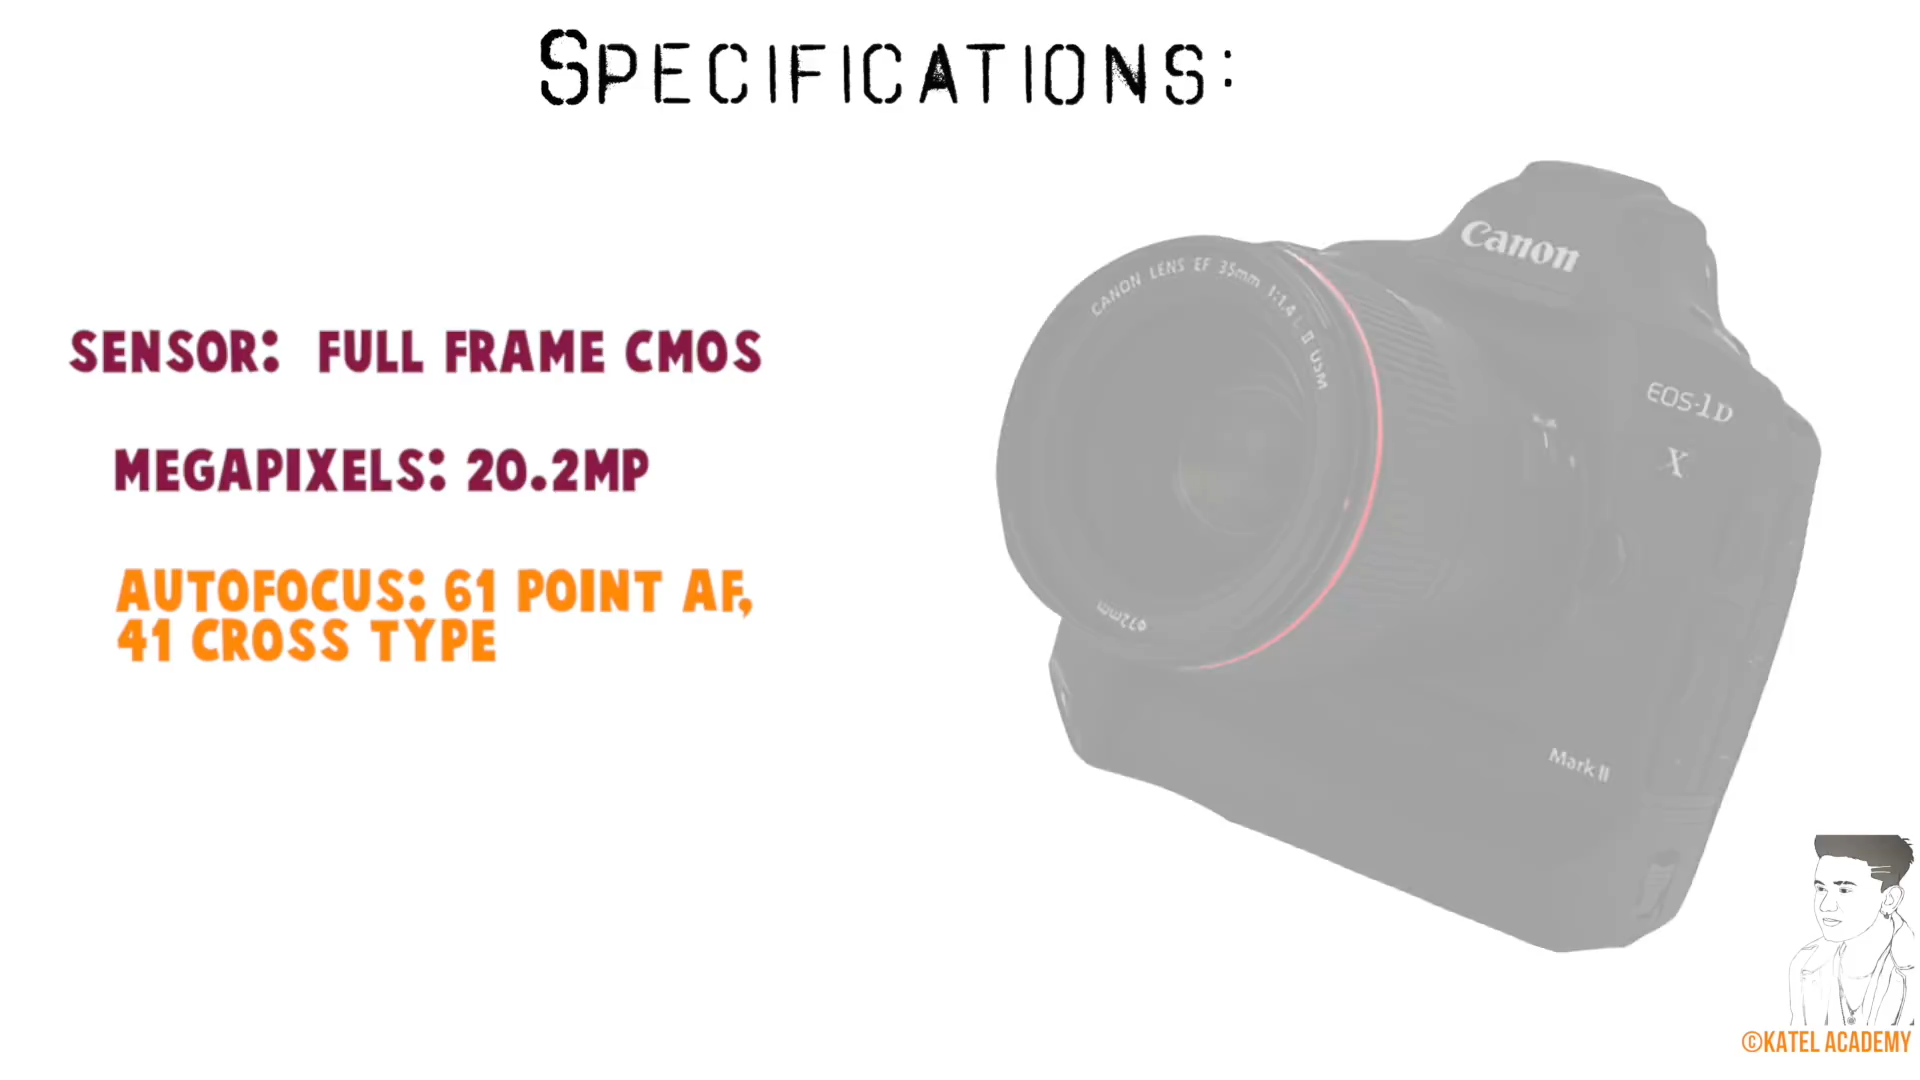 SPECIFICATIONS:
SENSOR: FULL FRAME CMOS
MEGAPIXELS: 20.2MP
AUTOFOCUS: 61 POINT AF,
41 CROSS TYPE
Canon
CANON LENS EF 35mm 1:1.4 L II USM
EOS-1D
X
ɸ72mm
Mark II
©KATEL ACADEMY